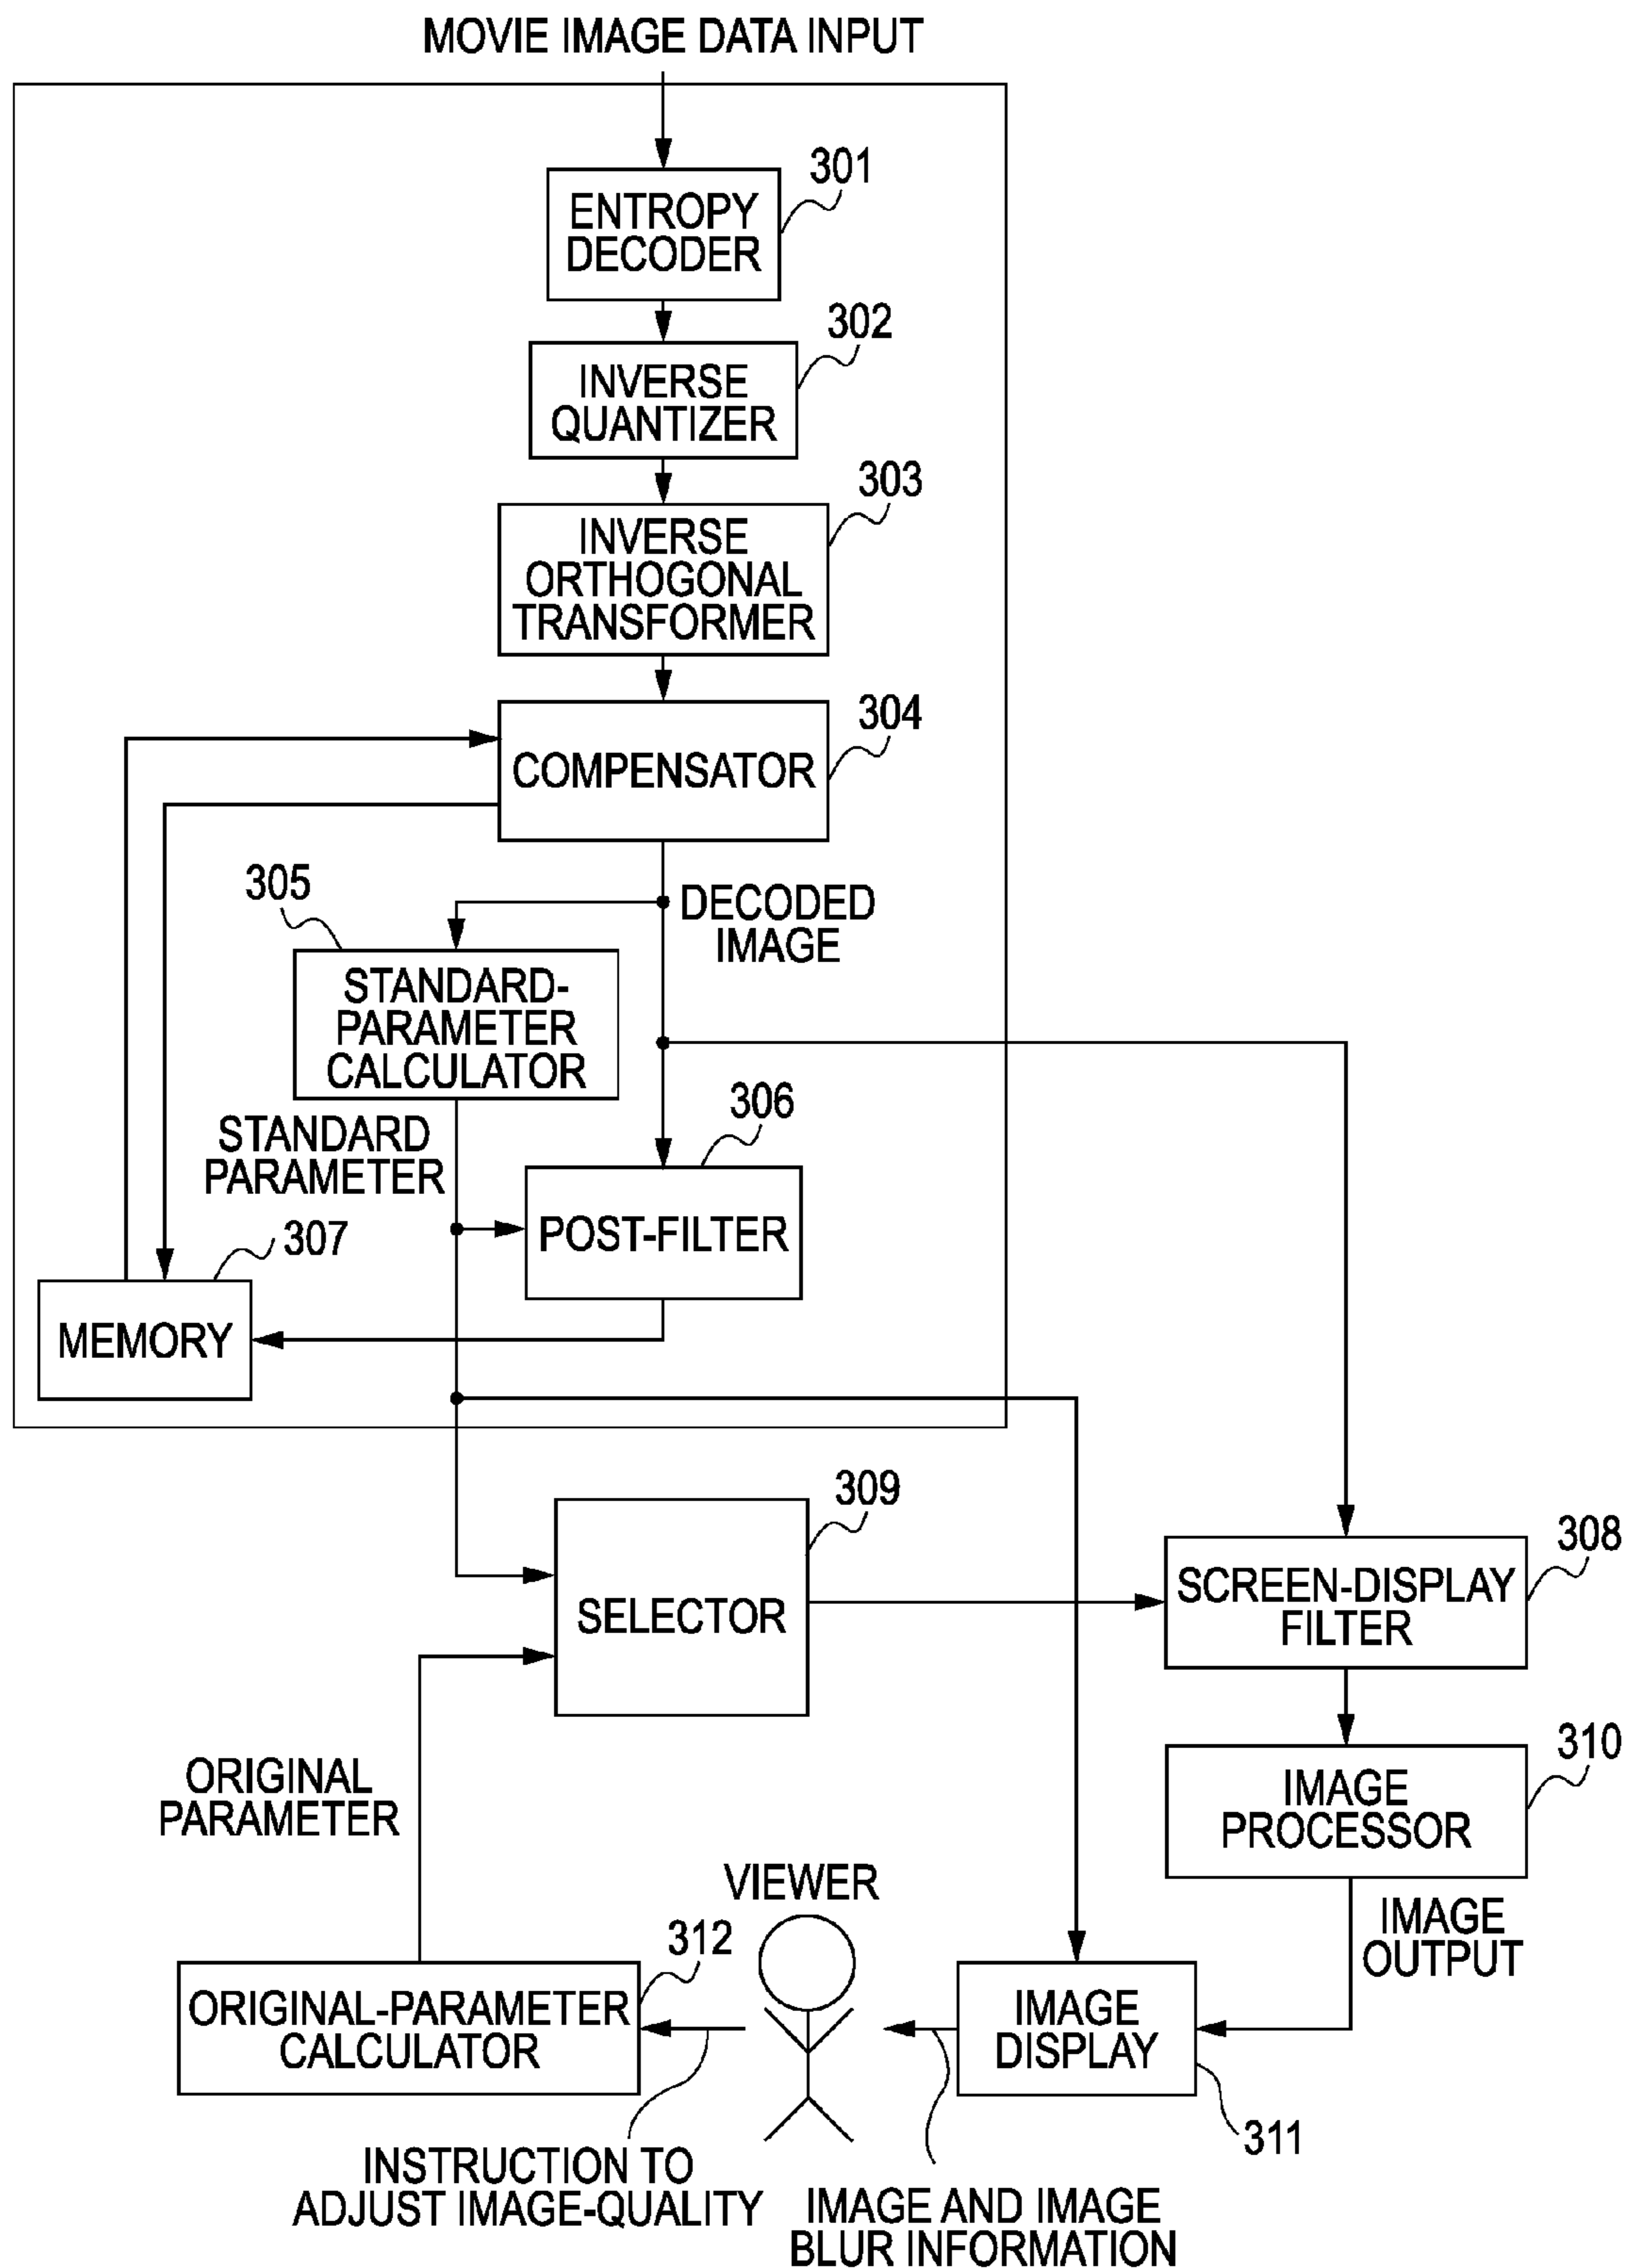 MOVIE IMAGE DATA INPUT
301
ENTROPY
DECODER
302
INVERSE
QUANTIZER
303
INVERSE
ORTHOGONAL
TRANSFORMER
304
COMPENSATOR
305
DECODED
IMAGE
STANDARD-
PARAMETER
CALCULATOR
STANDARD
PARAMETER
306
POST-FILTER
307
MEMORY
309
SELECTOR
308
SCREEN-DISPLAY
FILTER
310
IMAGE
PROCESSOR
ORIGINAL
PARAMETER
VIEWER
IMAGE
OUTPUT
312
ORIGINAL-PARAMETER
CALCULATOR
IMAGE
DISPLAY
311
INSTRUCTION TO
ADJUST IMAGE-QUALITY
IMAGE AND IMAGE
BLUR INFORMATION